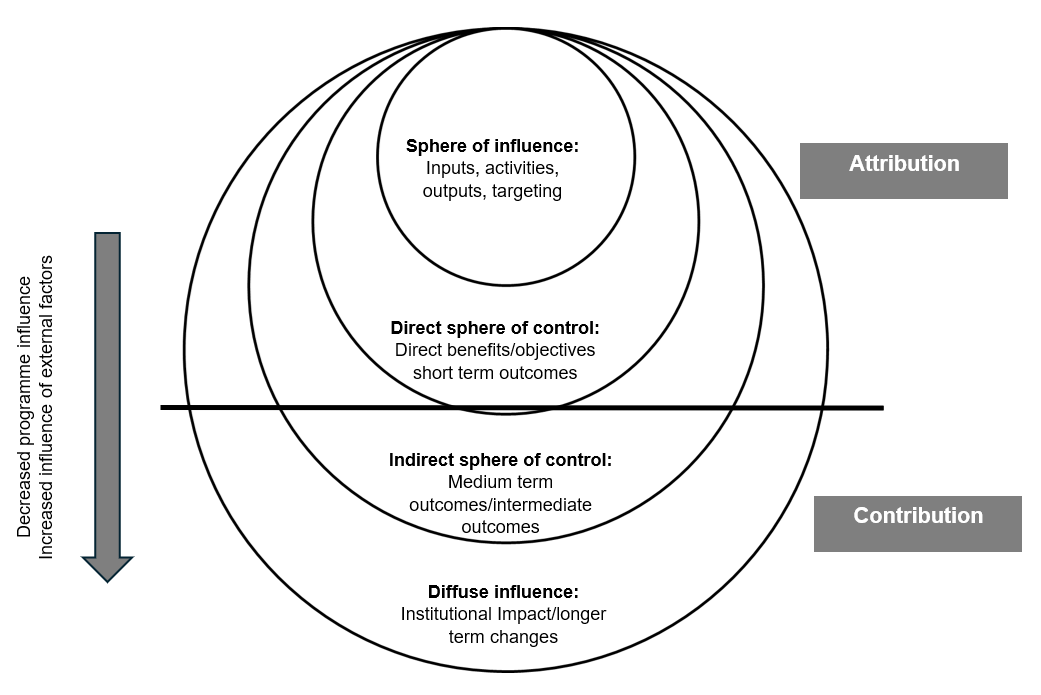 Sphere of influence:
Inputs, activities,
outputs, targeting
Attribution
Decreased programme influence
Increased influence of external factors
Direct sphere of control:
Direct benefits/objectives
short term outcomes
Indirect sphere of control:
Medium term
outcomes/intermediate
outcomes
Contribution
Diffuse influence:
Institutional Impact/longer
term changes